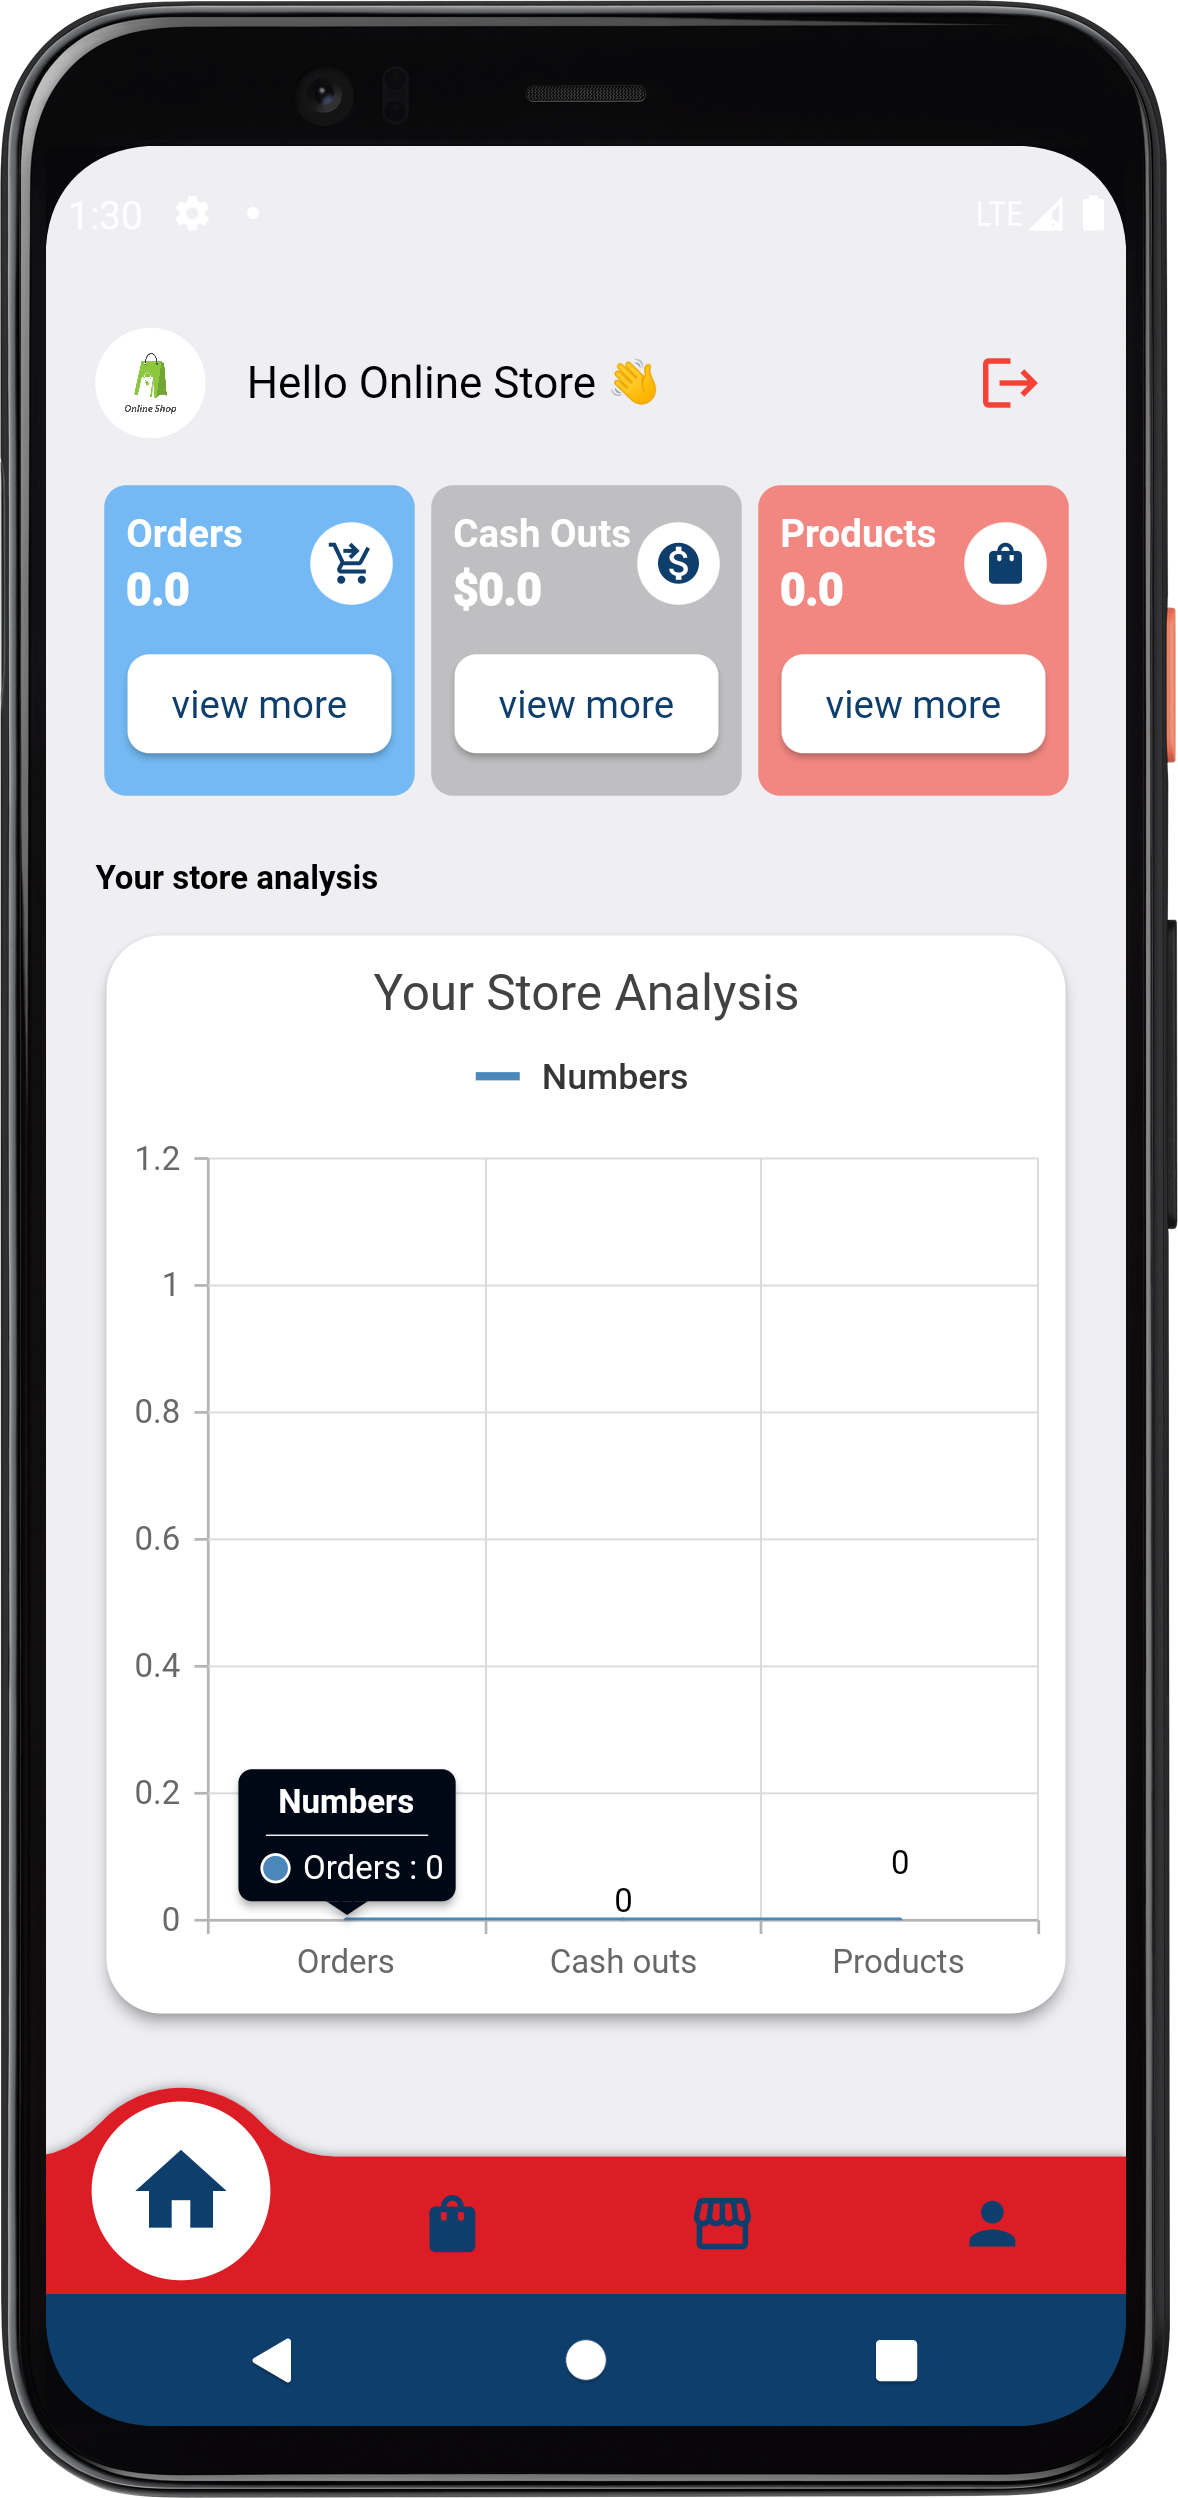 1:30
LTE
Online Shop
Hello Online Store 👋
Orders
0.0
view more
Cash Outs
$0.0
view more
Products
0.0
view more
Your store analysis
Your Store Analysis
Numbers
1.2
1
0.8
0.6
0.4
0.2
0
Numbers
Orders : 0
0
0
Orders
Cash outs
Products